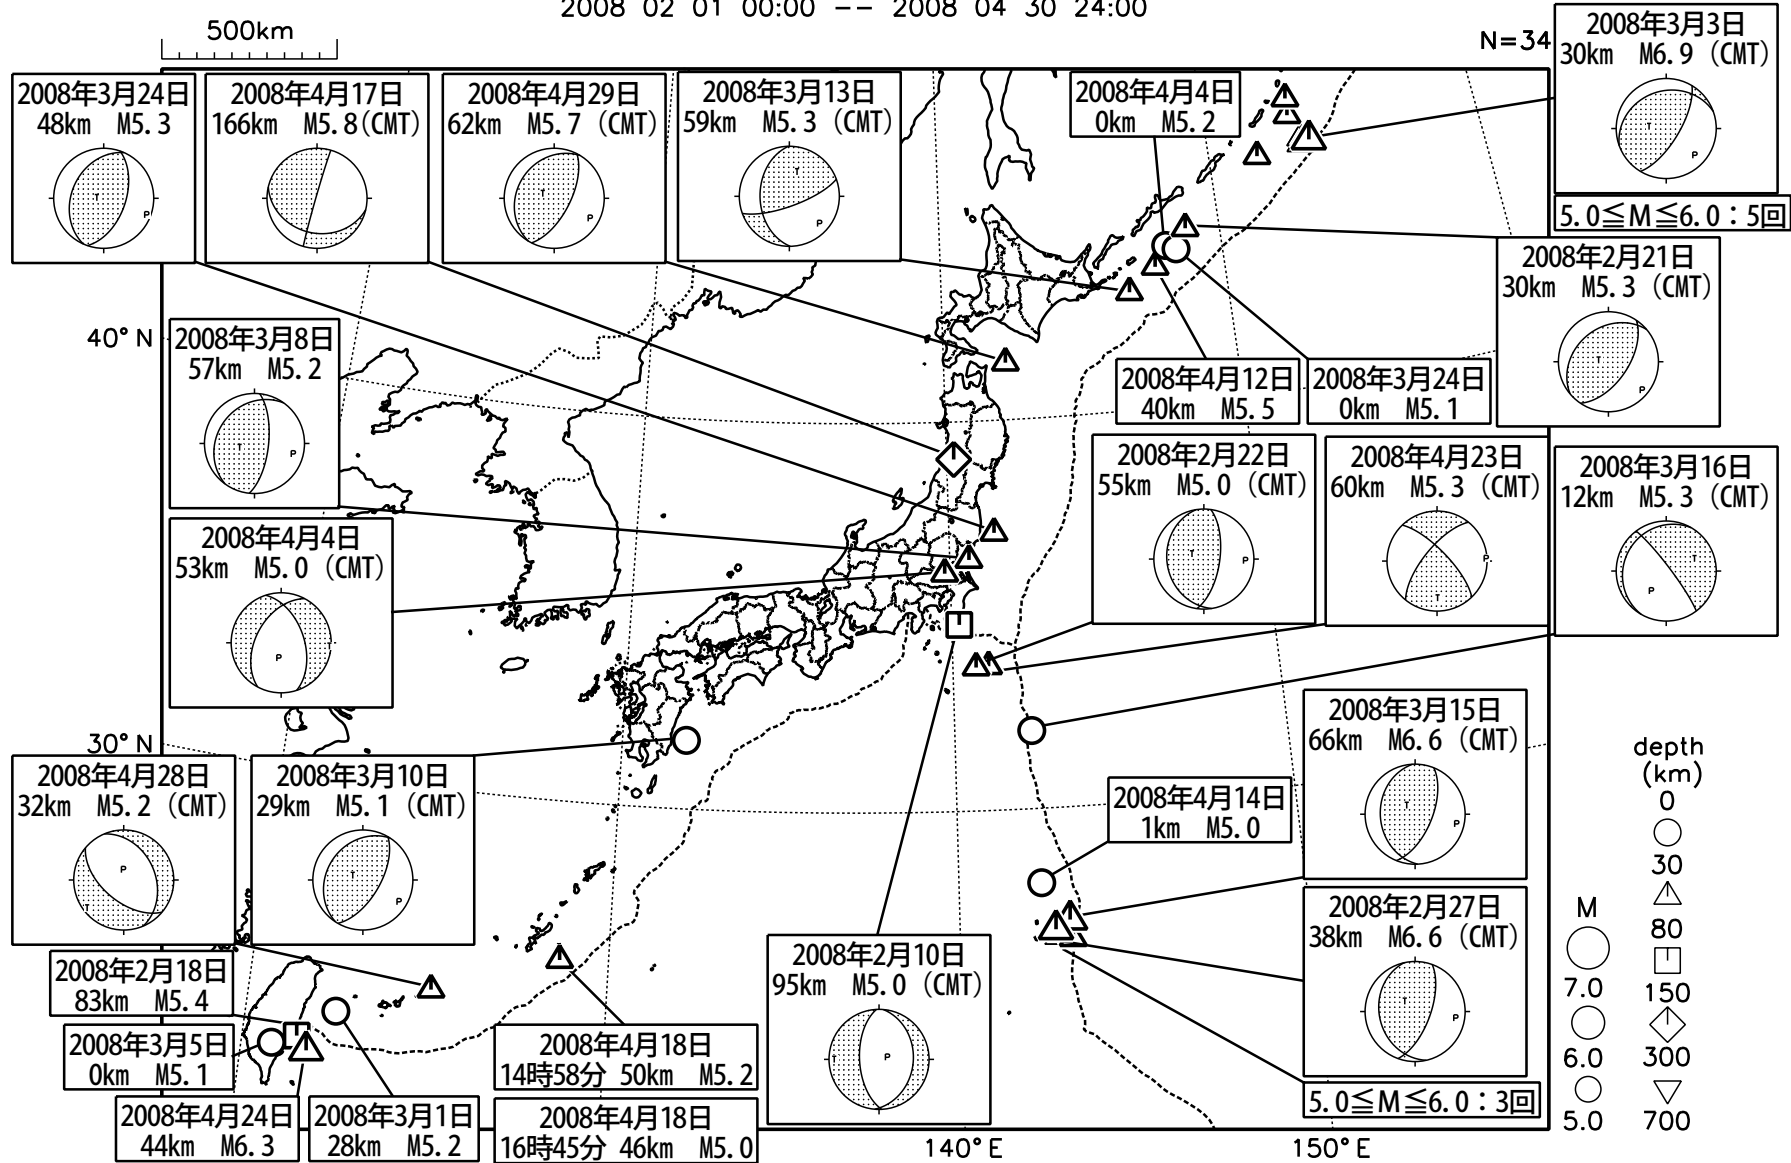 2008 02 01 00:00 -- 2008 04 30 24:00
500km
N=34
2008年3月3日
30km M6.9 (CMT)
T
P
5.0≦M≦6.0：5回
2008年3月24日
48km M5.3
T
P
2008年4月17日
166km M5.8(CMT)
2008年4月29日
62km M5.7 (CMT)
T
P
2008年3月13日
59km M5.3 (CMT)
T
P
2008年4月4日
0km M5.2
2008年2月21日
30km M5.3 (CMT)
T
P
40°N
2008年3月8日
57km M5.2
T
P
2008年4月12日
40km M5.5
2008年3月24日
0km M5.1
2008年2月22日
55km M5.0 (CMT)
T
P
2008年4月23日
60km M5.3 (CMT)
P
T
2008年3月16日
12km M5.3 (CMT)
T
P
2008年4月4日
53km M5.0 (CMT)
T
P
30°N
2008年3月15日
66km M6.6 (CMT)
T
P
2008年4月28日
32km M5.2 (CMT)
P
T
2008年3月10日
29km M5.1 (CMT)
T
P
2008年4月14日
1km M5.0
2008年2月27日
38km M6.6 (CMT)
T
P
5.0≦M≦6.0：3回
2008年2月18日
83km M5.4
2008年3月5日
0km M5.1
2008年4月24日
44km M6.3
2008年3月1日
28km M5.2
2008年4月18日
14時58分 50km M5.2
2008年4月18日
16時45分 46km M5.0
2008年2月10日
95km M5.0 (CMT)
T
P
140°E
150°E
M
7.0
6.0
5.0
depth
(km)
0
30
80
150
300
700